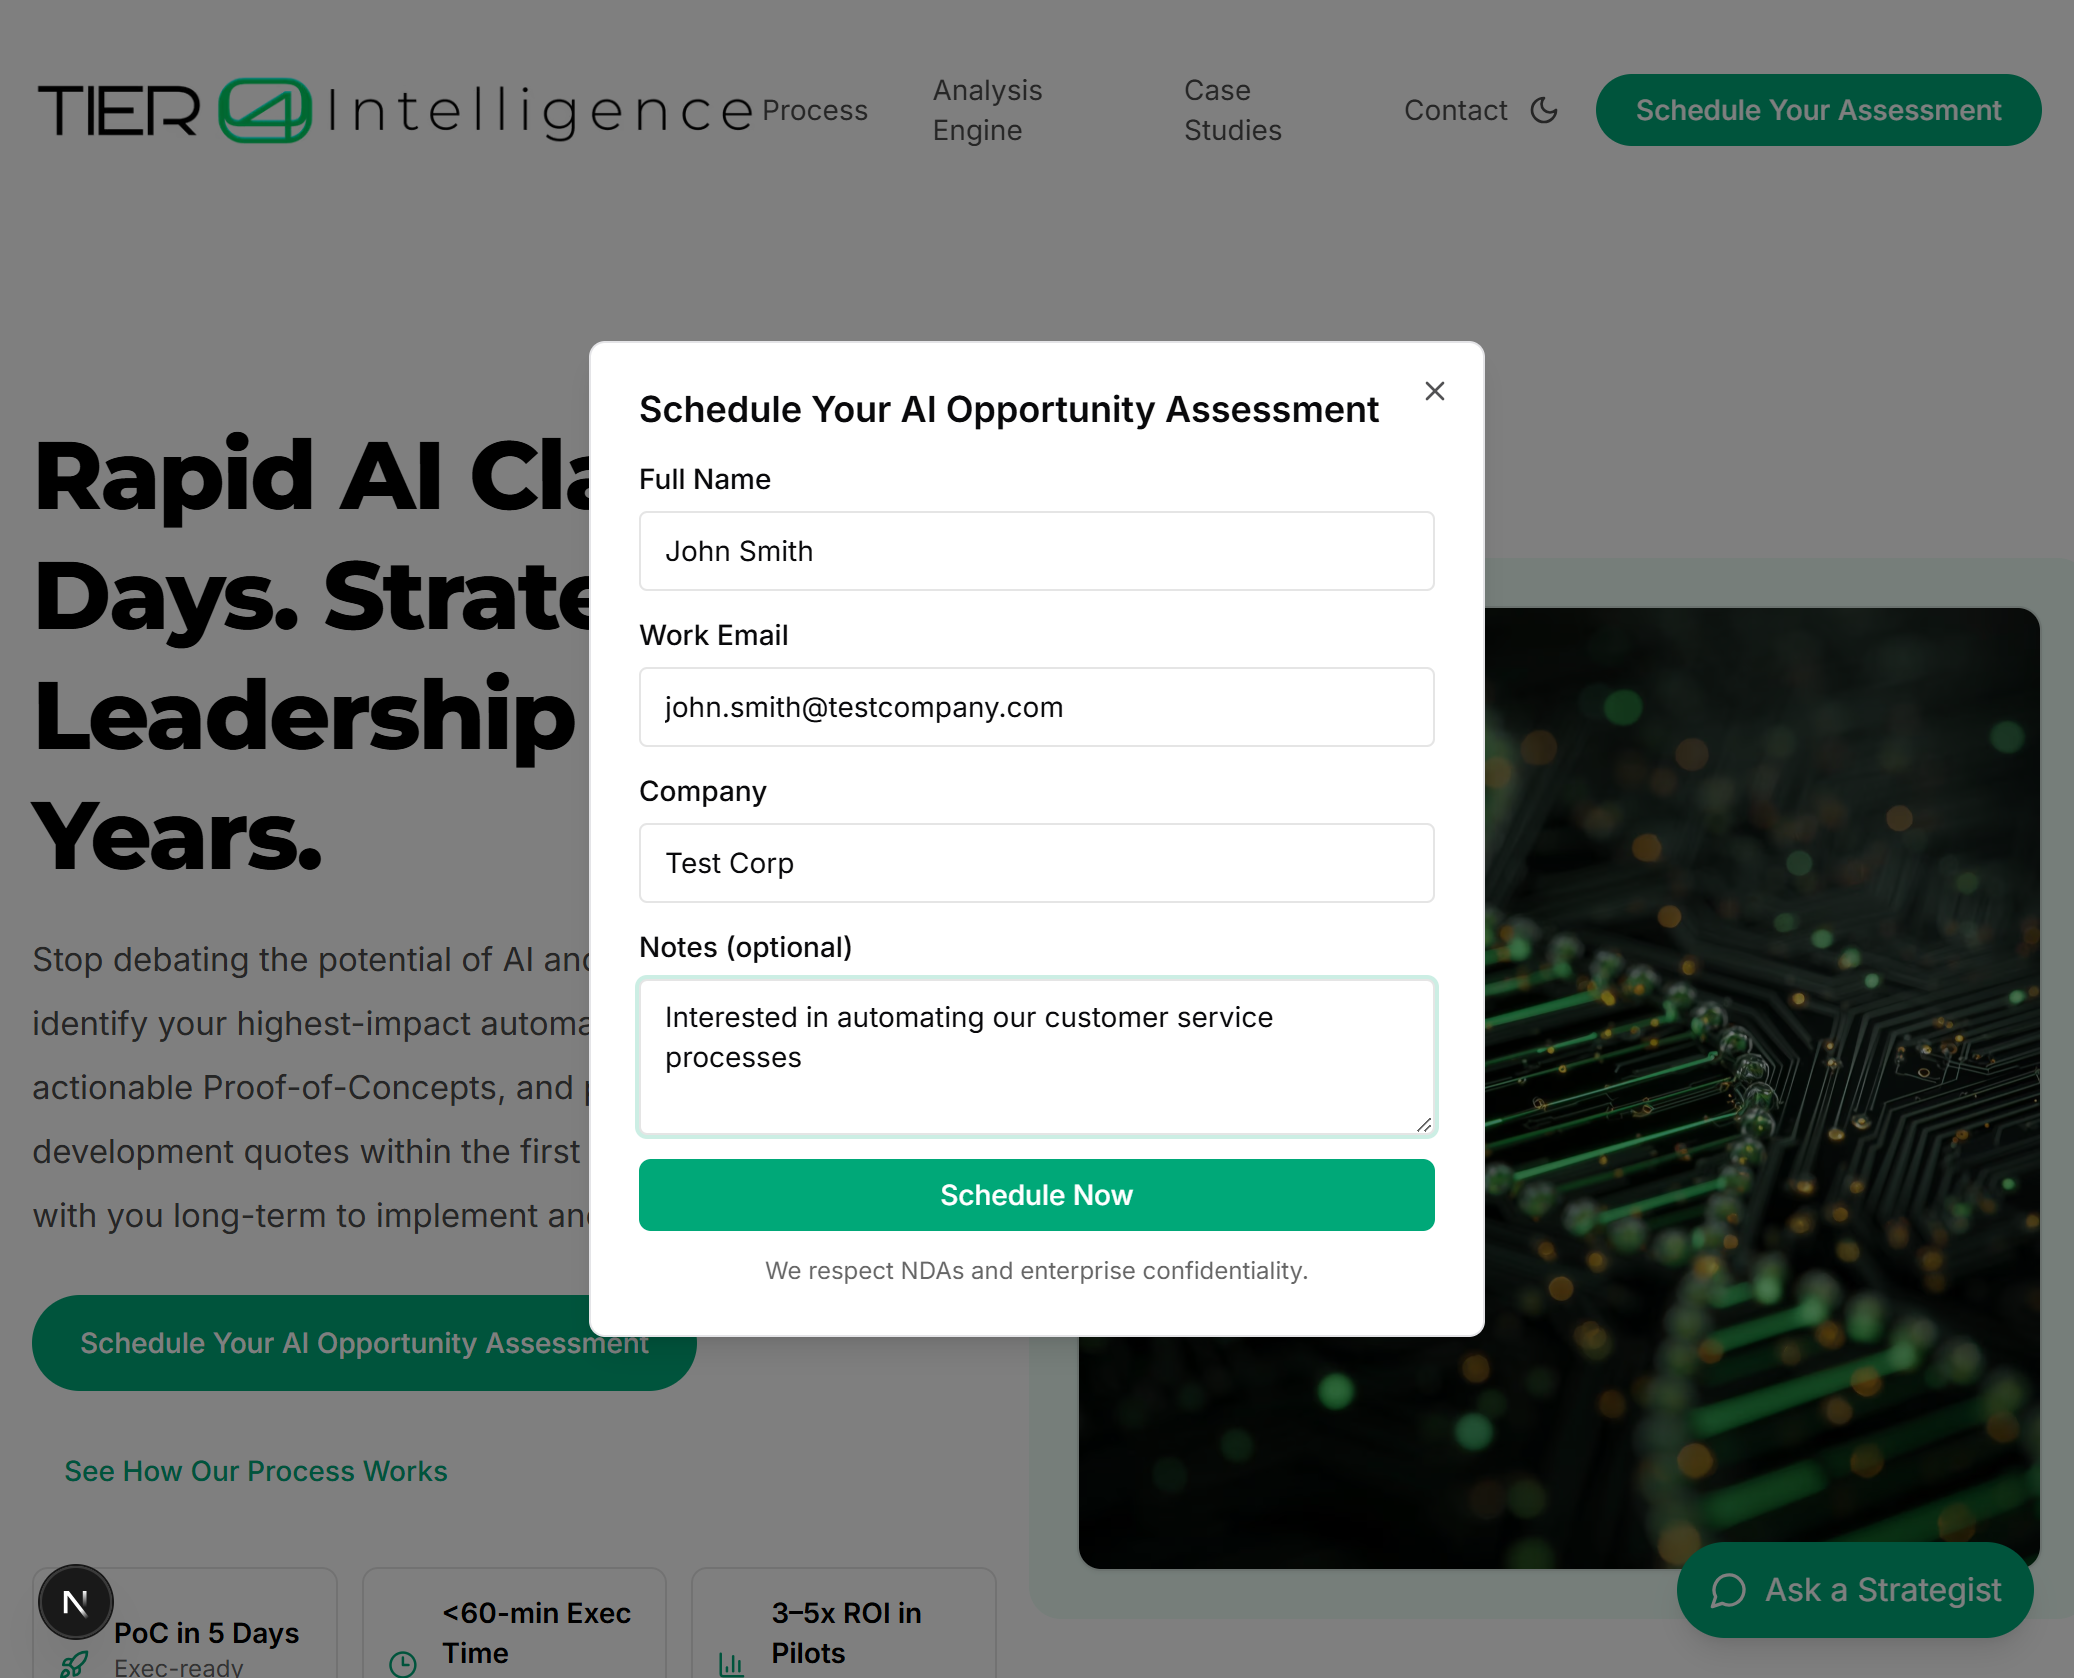 TIER 4 Intelligence
Process
Analysis
Engine
Case
Studies
Contact
Schedule Your Assessment
Rapid AI Cla
Days. Strate
Leadership
Years.
Stop debating the potential of AI and
identify your highest-impact automa
actionable Proof-of-Concepts, and p
development quotes within the first
with you long-term to implement and
Schedule Your AI Opportunity Assessment
See How Our Process Works
Schedule Your AI Opportunity Assessment
Full Name
John Smith
Work Email
john.smith@testcompany.com
Company
Test Corp
Notes (optional)
Interested in automating our customer service
processes
Schedule Now
We respect NDAs and enterprise confidentiality.
N
PoC in 5 Days
Exec-ready
<60-min Exec
Time
3–5x ROI in
Pilots
Ask a Strategist